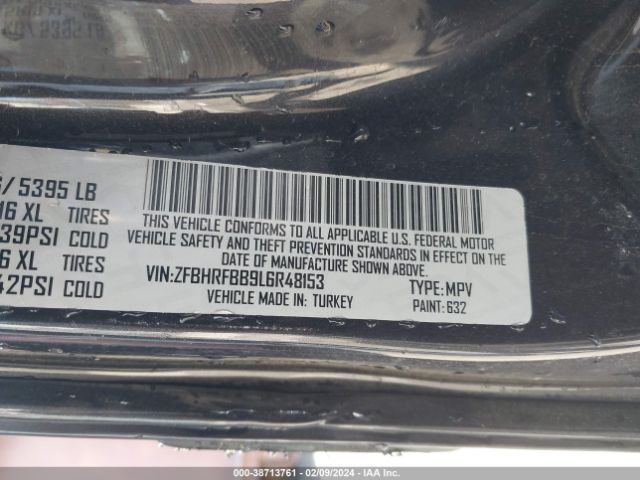 / 5395 LB
16 XL TIRES
39PSI COLD
6 XL TIRES
42PSI COLD
THIS VEHICLE CONFORMS TO ALL APPLICABLE U.S. FEDERAL MOTOR
VEHICLE SAFETY AND THEFT PREVENTION STANDARDS IN EFFECT ON THE
DATE OF MANUFACTURE SHOWN ABOVE.
VIN:ZFBHRFBB9L6R48153 TYPE: MPV
VEHICLE MADE IN: TURKEY PAINT: 632
000-38713761 - 02/09/2024 - IAA Inc.